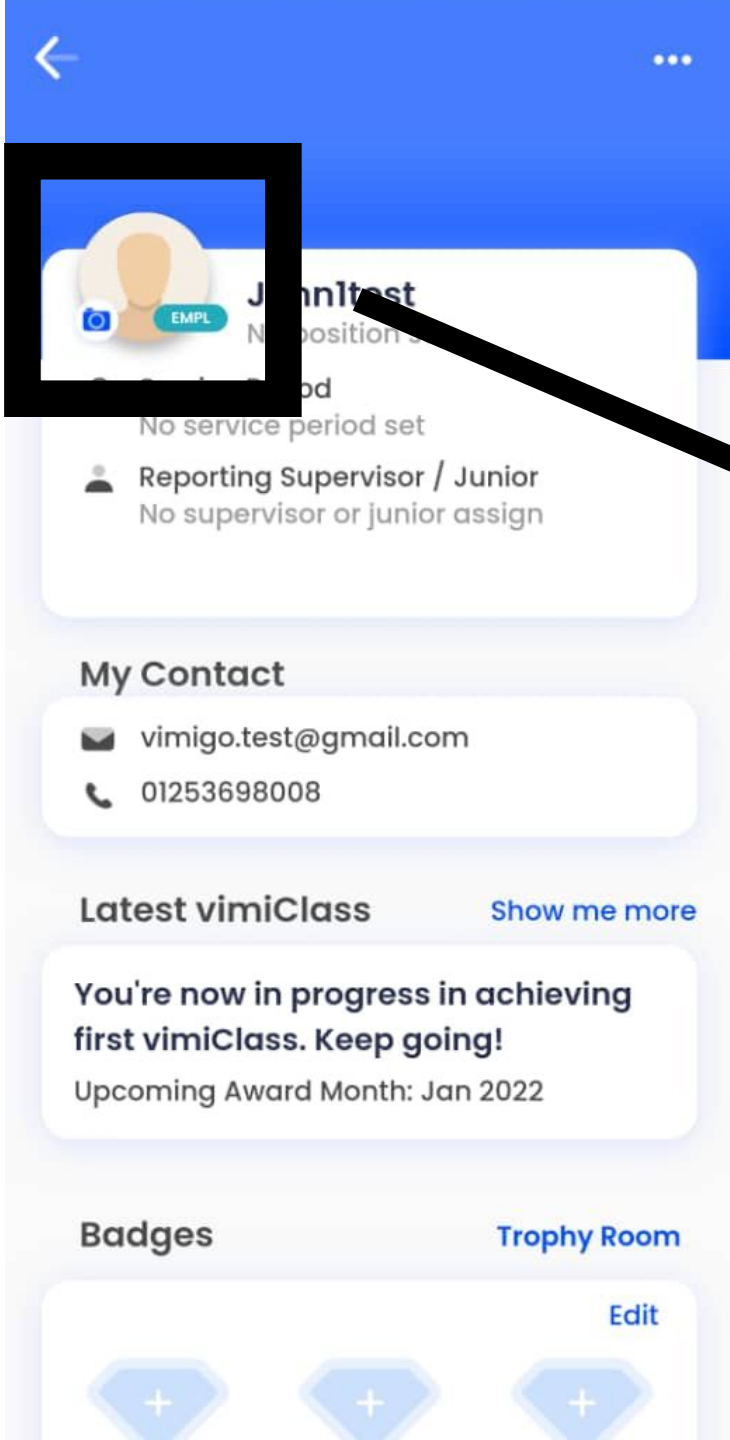 EMPL
No service period set
Reporting Supervisor / Junior
No supervisor or junior assign
My Contact
vimigo.test@gmail.com
01253698008
Latest vimiClass
Show me more
You're now in progress in achieving
first vimiClass. Keep going!
Upcoming Award Month: Jan 2022
Badges
Trophy Room
Edit